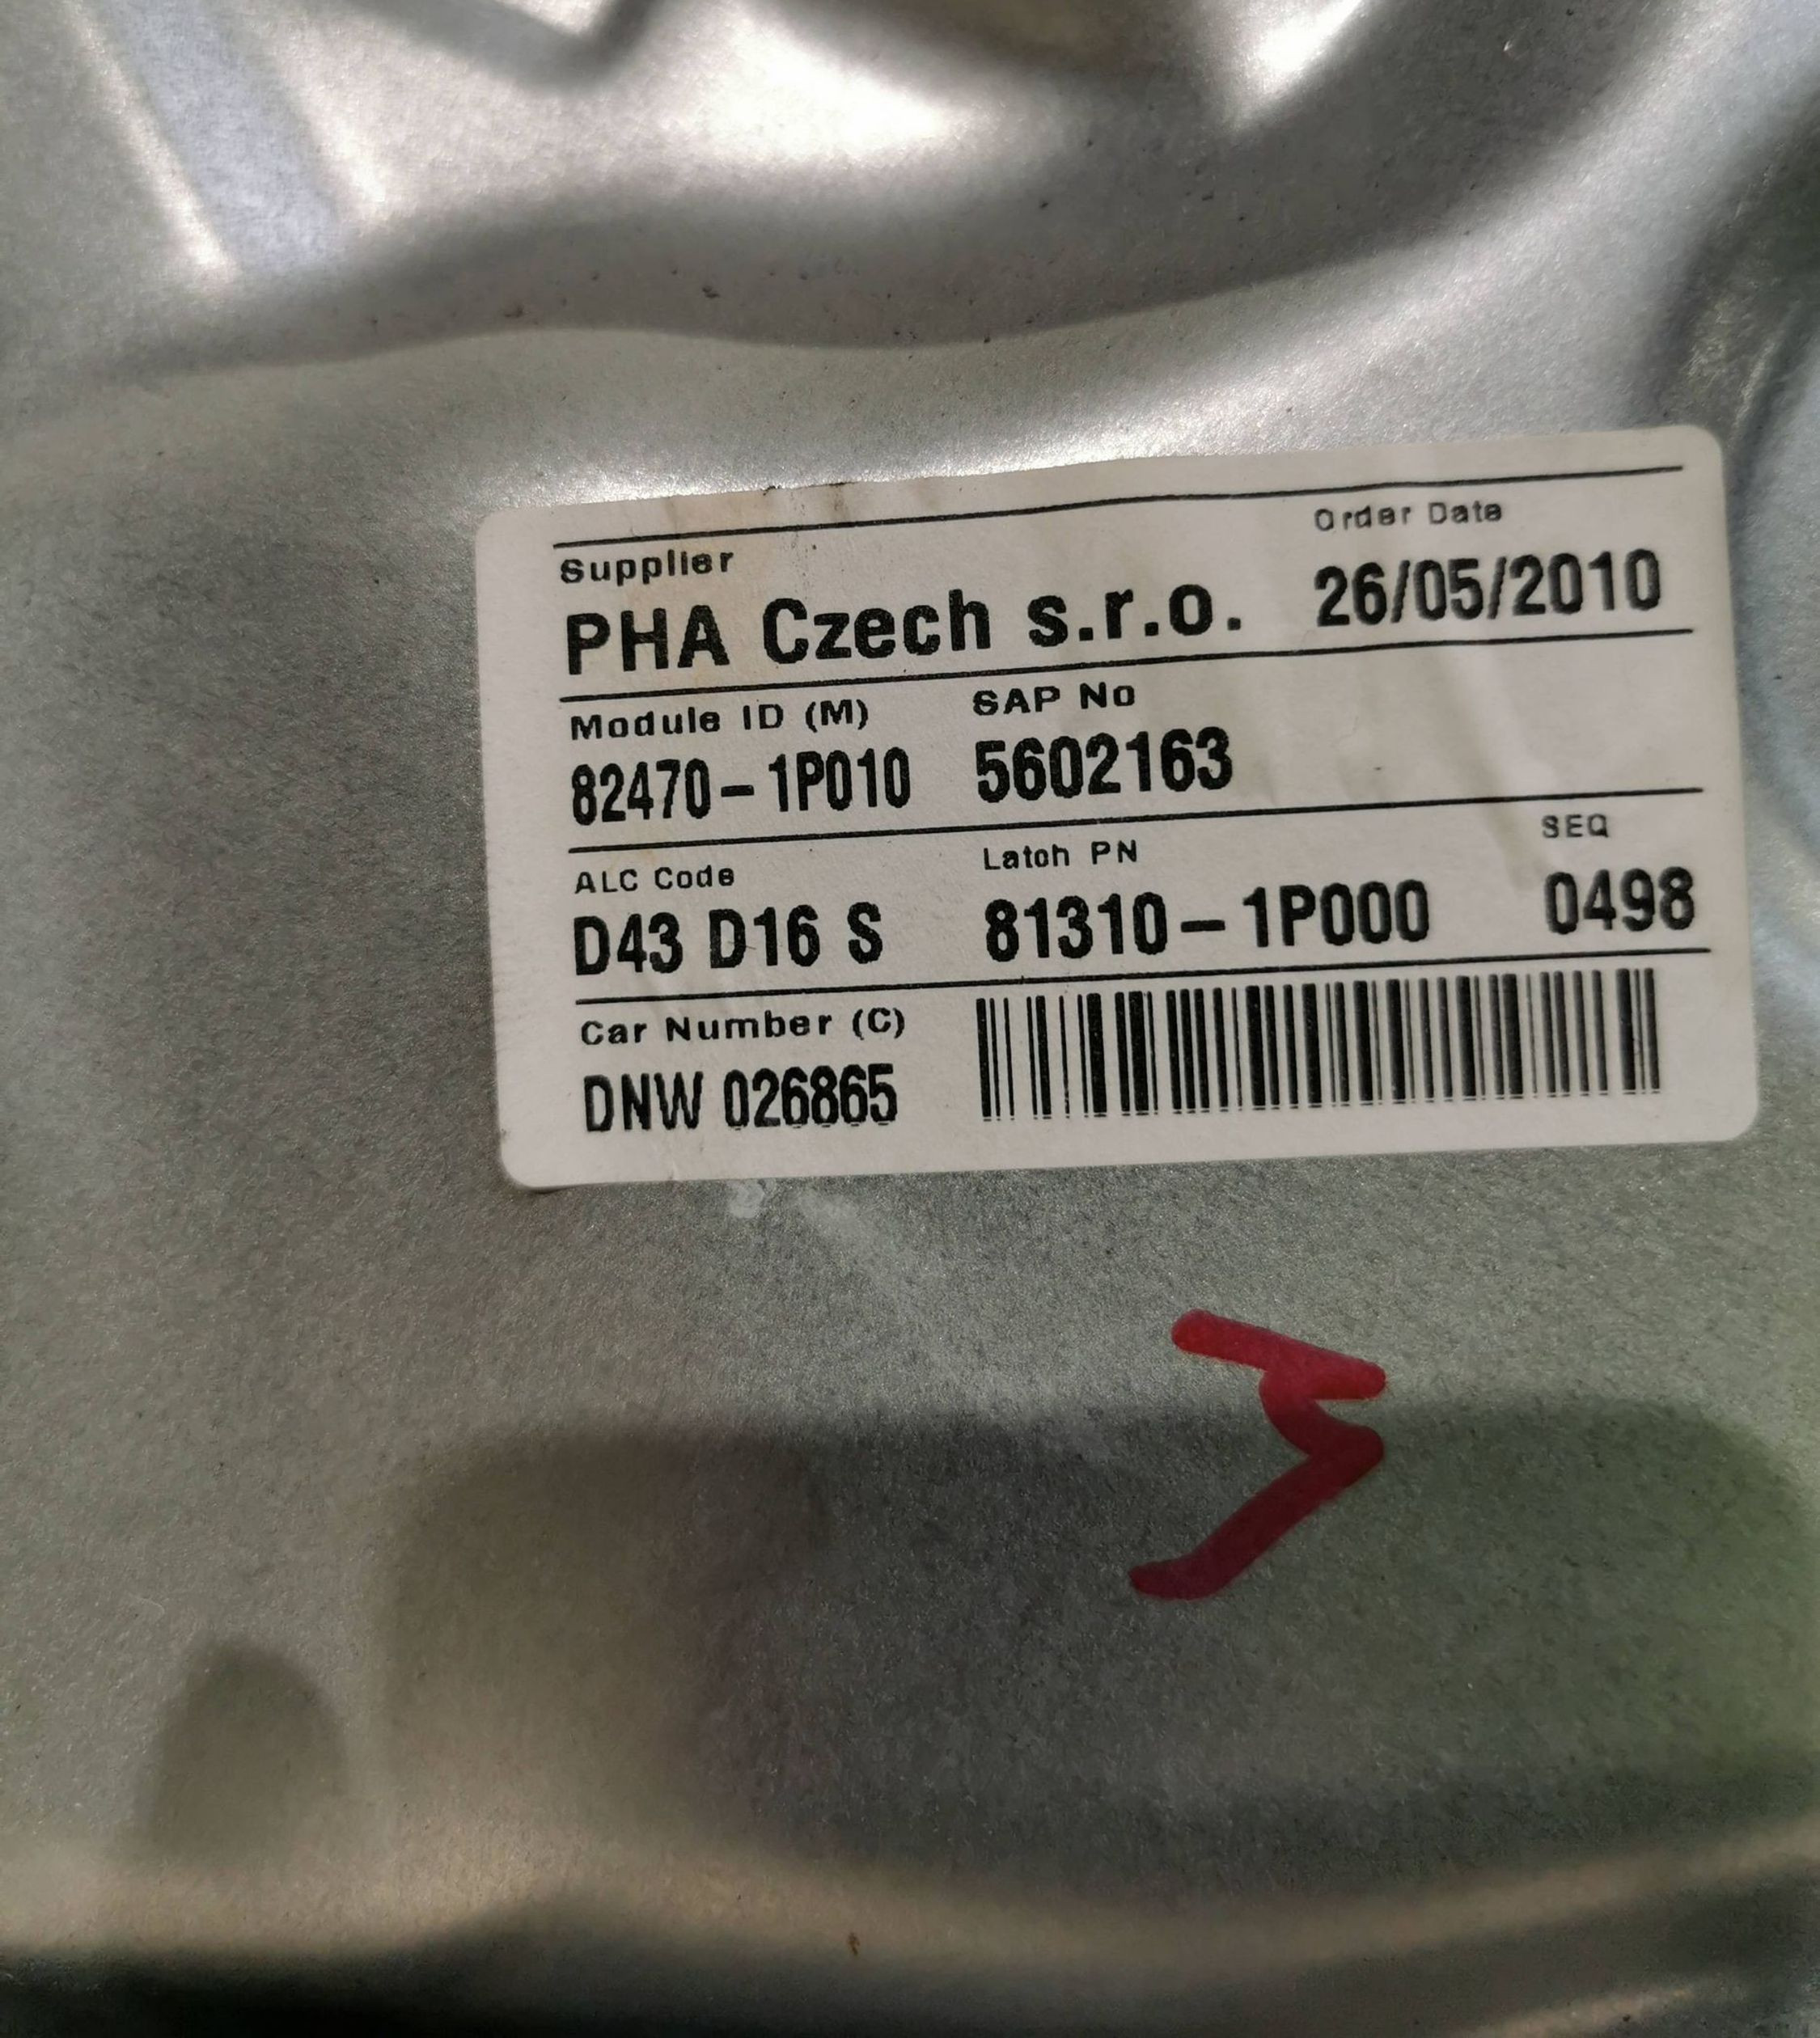 Supplier Order Date
PHA Czech s.r.o. 26/05/2010
Module ID (M) SAP No
82470-1P010 5602163
ALC Code Latch PN SEQ
D43 D16 S 81310-1P000 0498
Car Number (C)
DNW 026865